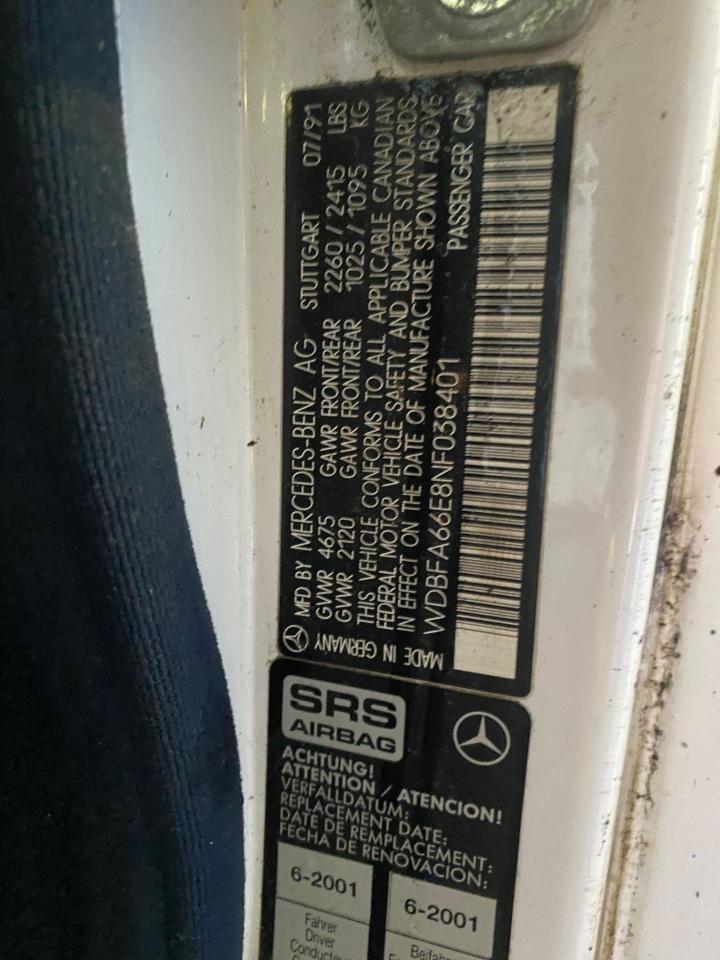 MFD BY MERCEDES-BENZ AG STUTTGART 07/91
GVWR 4675 GAWR FRONT/REAR 2260 / 2415 LBS
GVWR 2120 GAWR FRONT/REAR 1025 / 1095 KG
THIS VEHICLE CONFORMS TO ALL APPLICABLE CANADIAN
FEDERAL MOTOR VEHICLE SAFETY AND BUMPER STANDARDS
IN EFFECT ON THE DATE OF MANUFACTURE SHOWN ABOVE
WDBFA66E8NF038401 PASSENGER CAR
MADE IN GERMANY
SRS
AIRBAG
ACHTUNG!
ATTENTION / ATENCION!
VERFALLDATUM:
REPLACEMENT DATE:
DATE DE REMPLACEMENT:
FECHA DE RENOVACION:
6-2001 6-2001
Fahrer
Driver